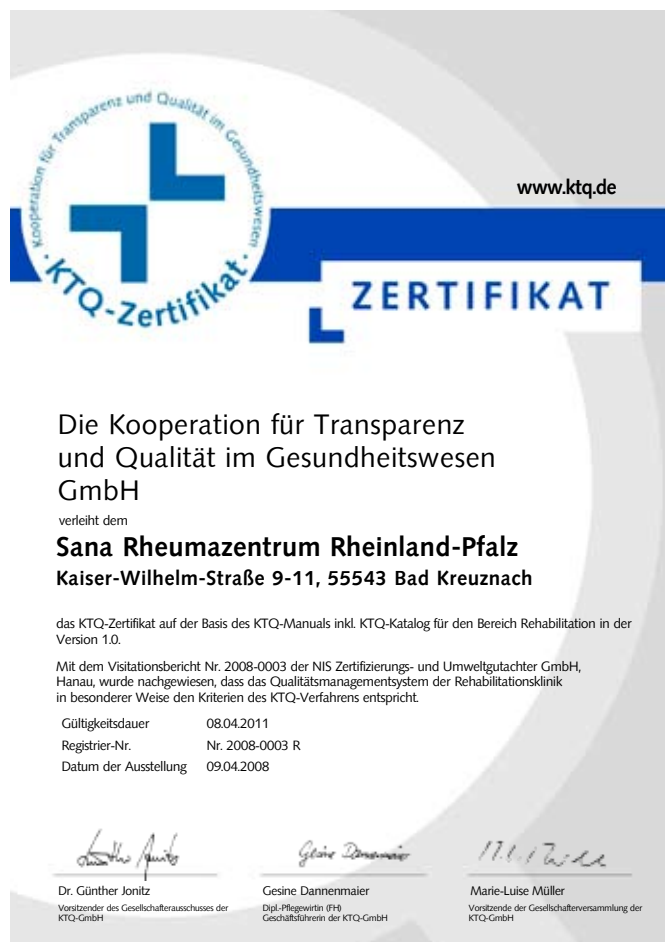 Kooperation für Transparenz und Qualität im Gesundheitswesen
· KTQ-Zertifikat ·
www.ktq.de
ZERTIFIKAT
Die Kooperation für Transparenz
und Qualität im Gesundheitswesen
GmbH
verleiht dem
Sana Rheumazentrum Rheinland-Pfalz
Kaiser-Wilhelm-Straße 9-11, 55543 Bad Kreuznach
das KTQ-Zertifikat auf der Basis des KTQ-Manuals inkl. KTQ-Katalog für den Bereich Rehabilitation in der
Version 1.0.
Mit dem Visitationsbericht Nr. 2008-0003 der NIS Zertifizierungs- und Umweltgutachter GmbH,
Hanau, wurde nachgewiesen, dass das Qualitätsmanagementsystem der Rehabilitationsklinik
in besonderer Weise den Kriterien des KTQ-Verfahrens entspricht.
Gültigkeitsdauer 08.04.2011
Registrier-Nr. Nr. 2008-0003 R
Datum der Ausstellung 09.04.2008
Gesine Dannenmaier
Dr. Günther Jonitz Gesine Dannenmaier Marie-Luise Müller
Vorsitzender des Gesellschafterausschusses der Dipl.-Pflegewirtin (FH) Vorsitzende der Gesellschafterversammlung der
KTQ-GmbH Geschäftsführerin der KTQ-GmbH KTQ-GmbH